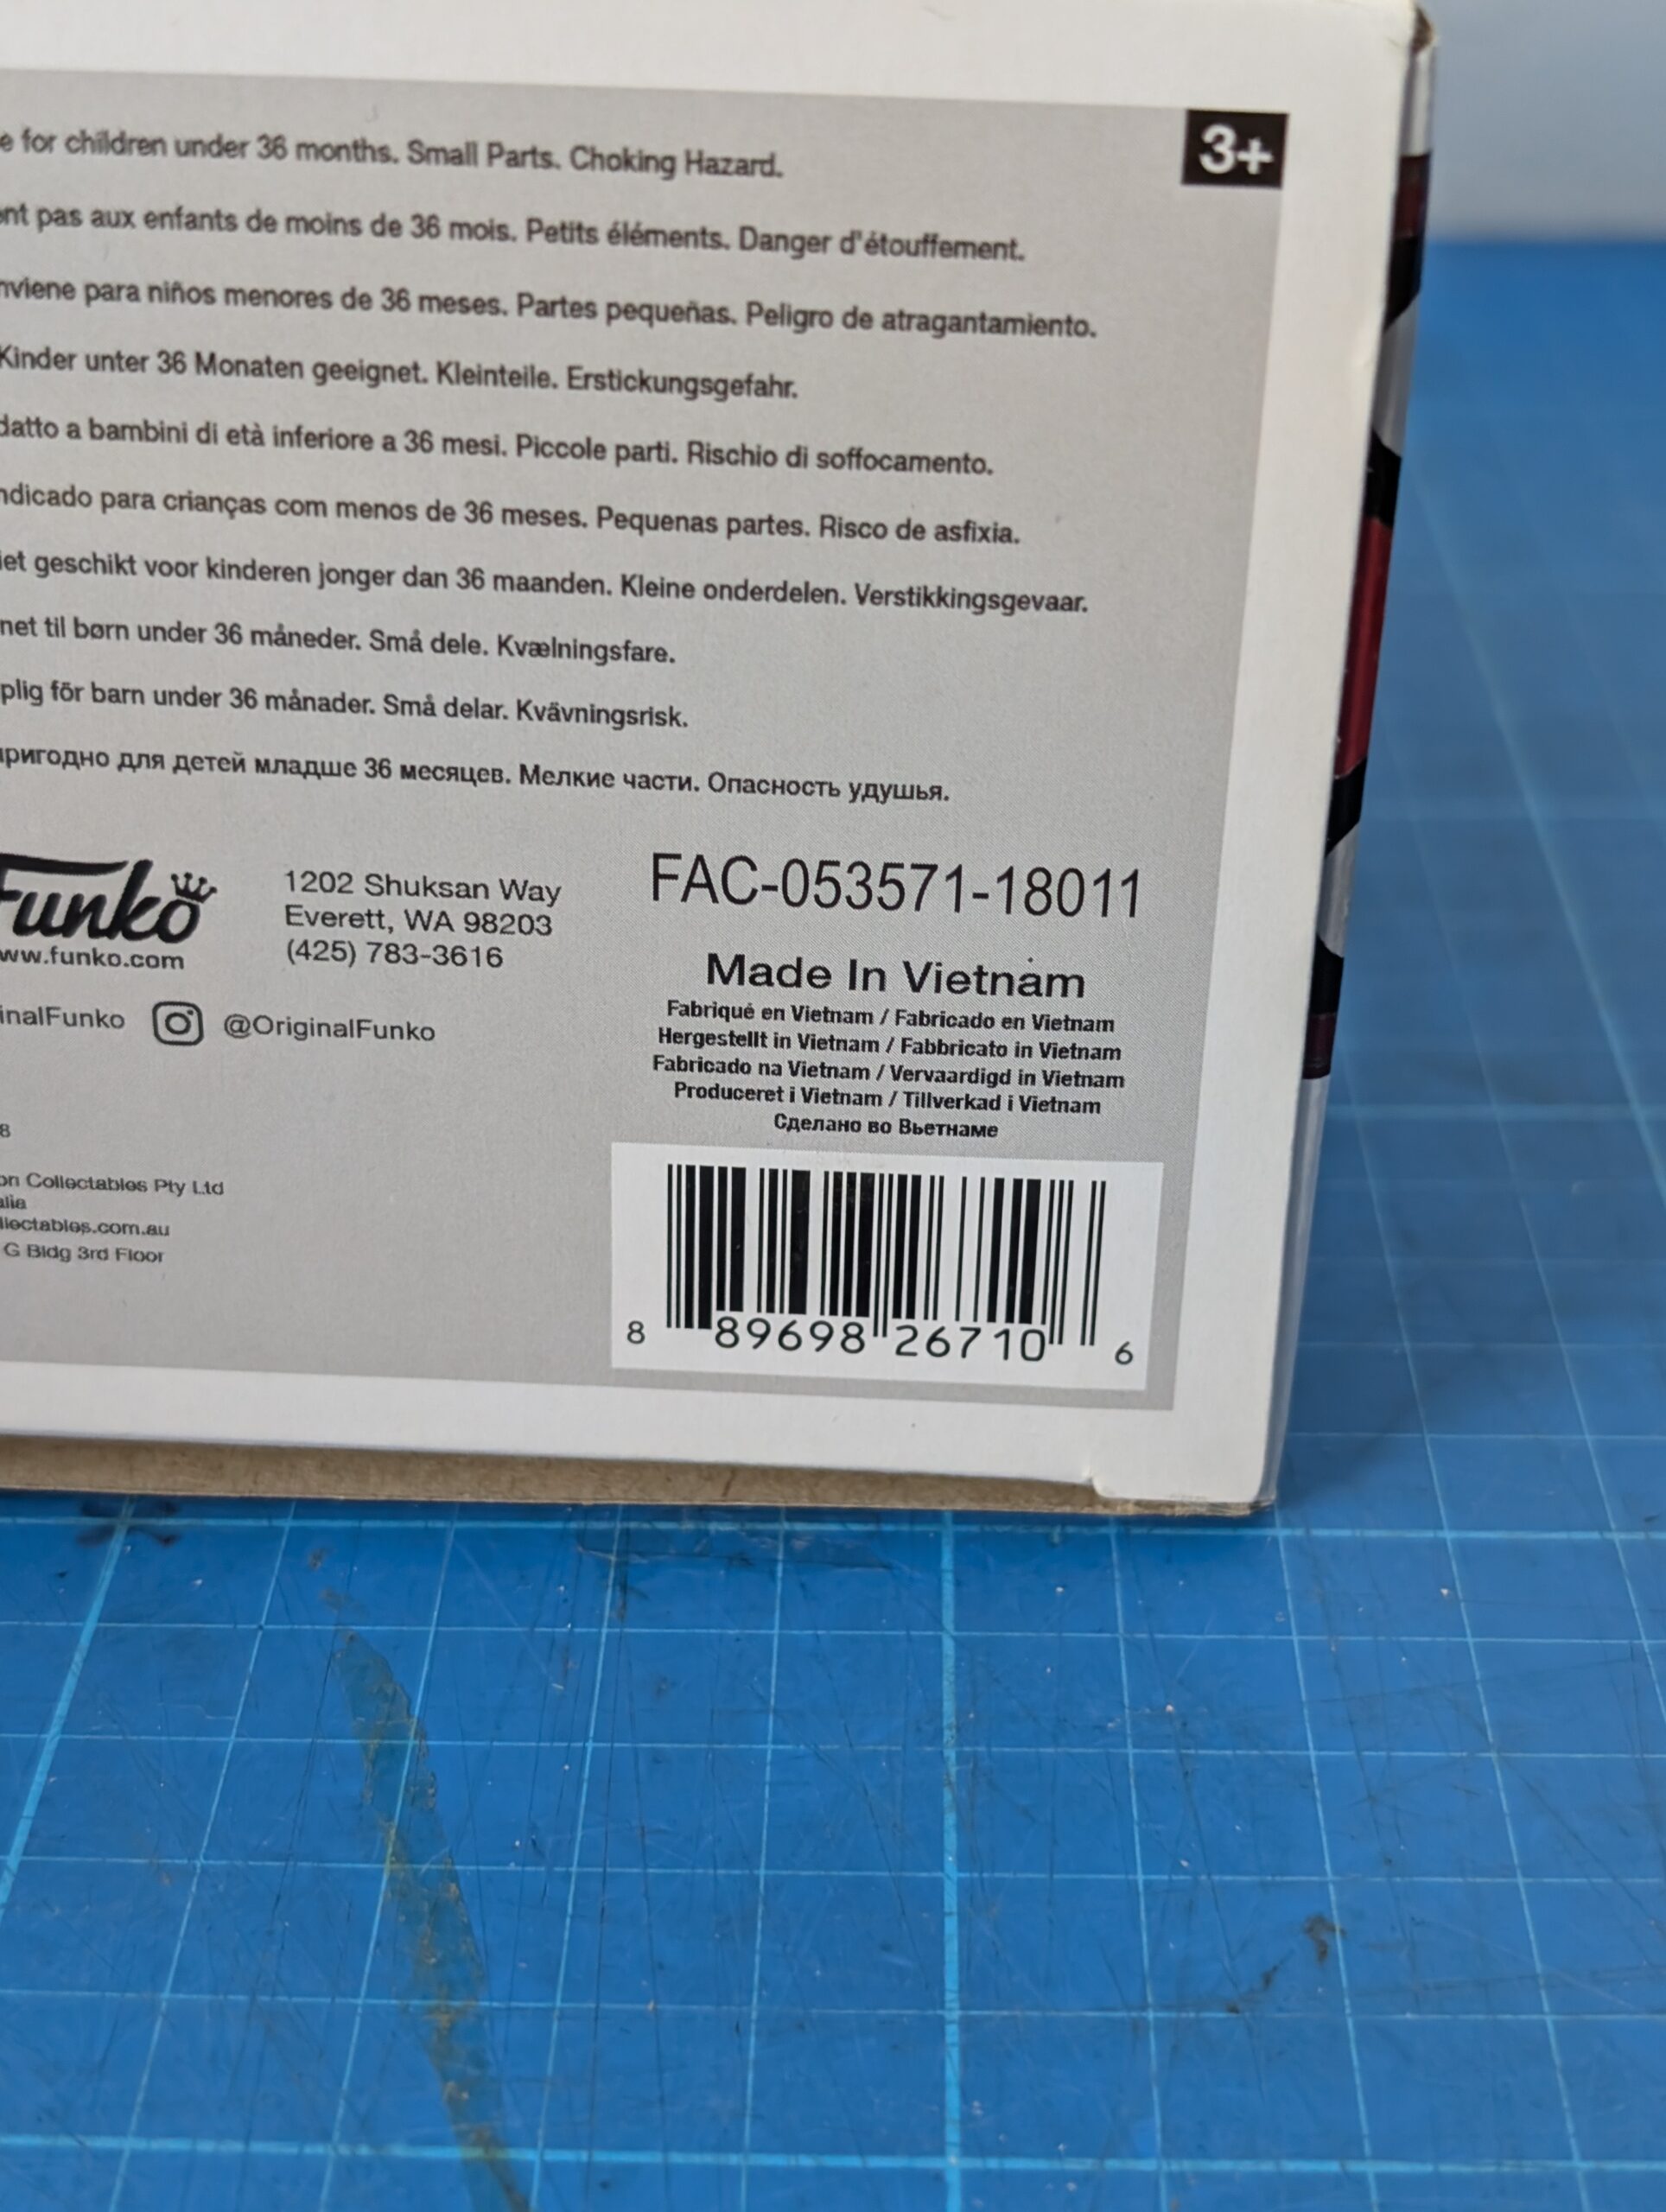 for children under 36 months. Small Parts. Choking Hazard.
3+
pas aux enfants de moins de 36 mois. Petits éléments. Danger d'étouffement.
para niños menores de 36 meses. Partes pequeñas. Peligro de atragantamiento.
Kinder unter 36 Monaten geeignet. Kleinteile. Erstickungsgefahr.
a bambini di età inferiore a 36 mesi. Piccole parti. Rischio di soffocamento.
para crianças com menos de 36 meses. Pequenas partes. Risco de asfixia.
geschikt voor kinderen jonger dan 36 maanden. Kleine onderdelen. Verstikkingsgevaar.
til børn under 36 måneder. Små dele. Kvælningsfare.
för barn under 36 månader. Små delar. Kvävningsrisk.
для детей младше 36 месяцев. Мелкие части. Опасность удушья.
Funko
ww.funko.com
inalFunko @OriginalFunko
1202 Shuksan Way
Everett, WA 98203
(425) 783-3616
FAC-053571-18011
Made In Vietnam
Fabriqué en Vietnam / Fabricado en Vietnam
Hergestellt in Vietnam / Fabbricato in Vietnam
Fabricado na Vietnam / Vervaardigd in Vietnam
Produceret i Vietnam / Tillverkad i Vietnam
Сделано во Вьетнаме
8
on Collectables Pty Ltd
alia
llectables.com.au
G Bldg 3rd Floor
8 89698 26710 6